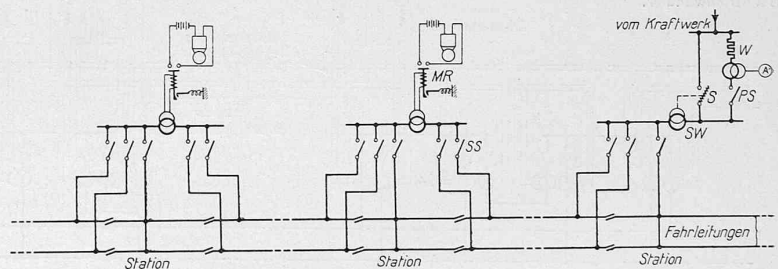 vom Kraftwerk
W
A
MR
S
PS
SW
SS
Fahrleitungen
Station
Station
Station